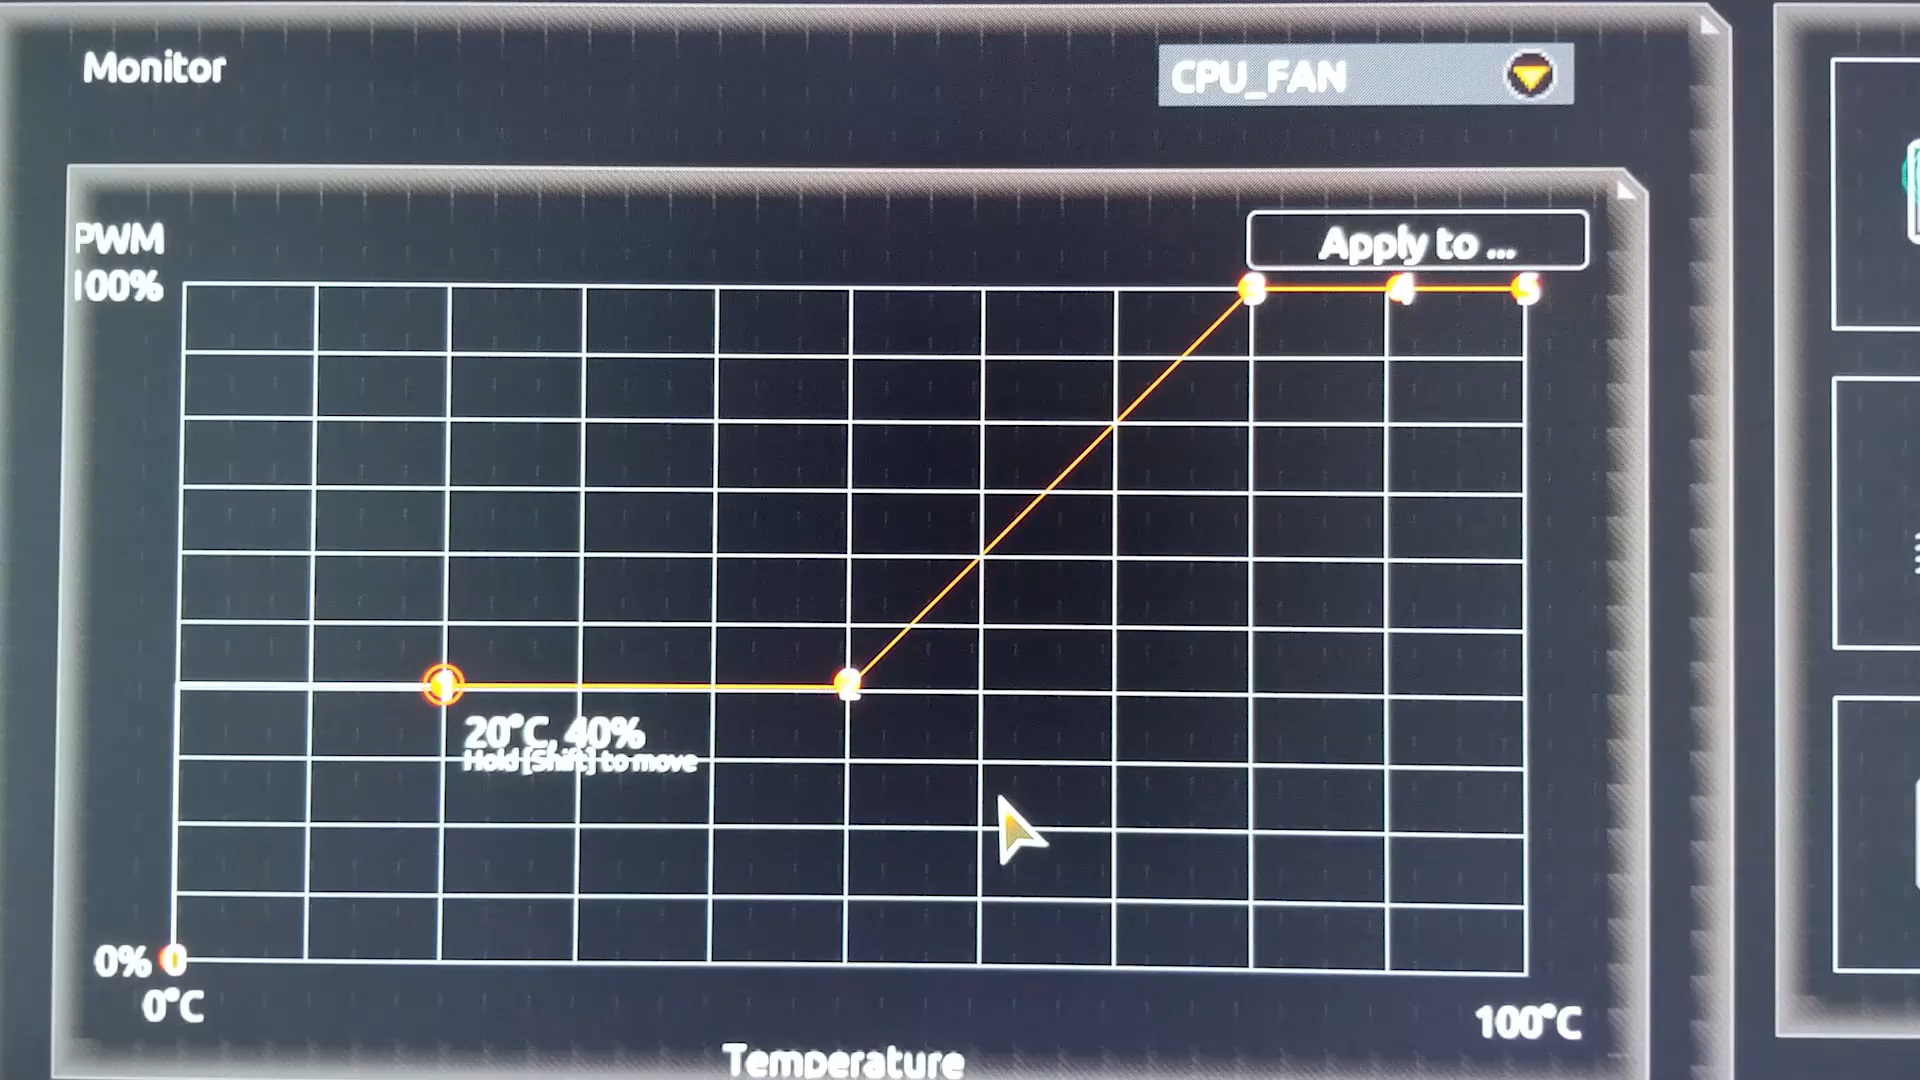 Monitor
CPU_FAN
PWM
Apply to ...
100%
3
4
5
1
2
20°C, 40%
Hold [Shift] to move
0%
0
0°C
100°C
Temperature